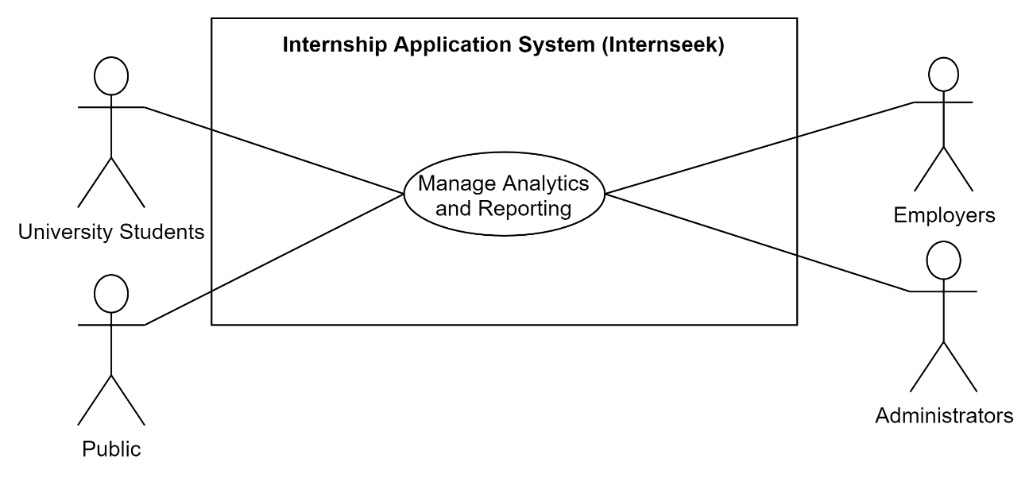 Internship Application System (Internseek)
Manage Analytics
and Reporting
University Students
Employers
Public
Administrators